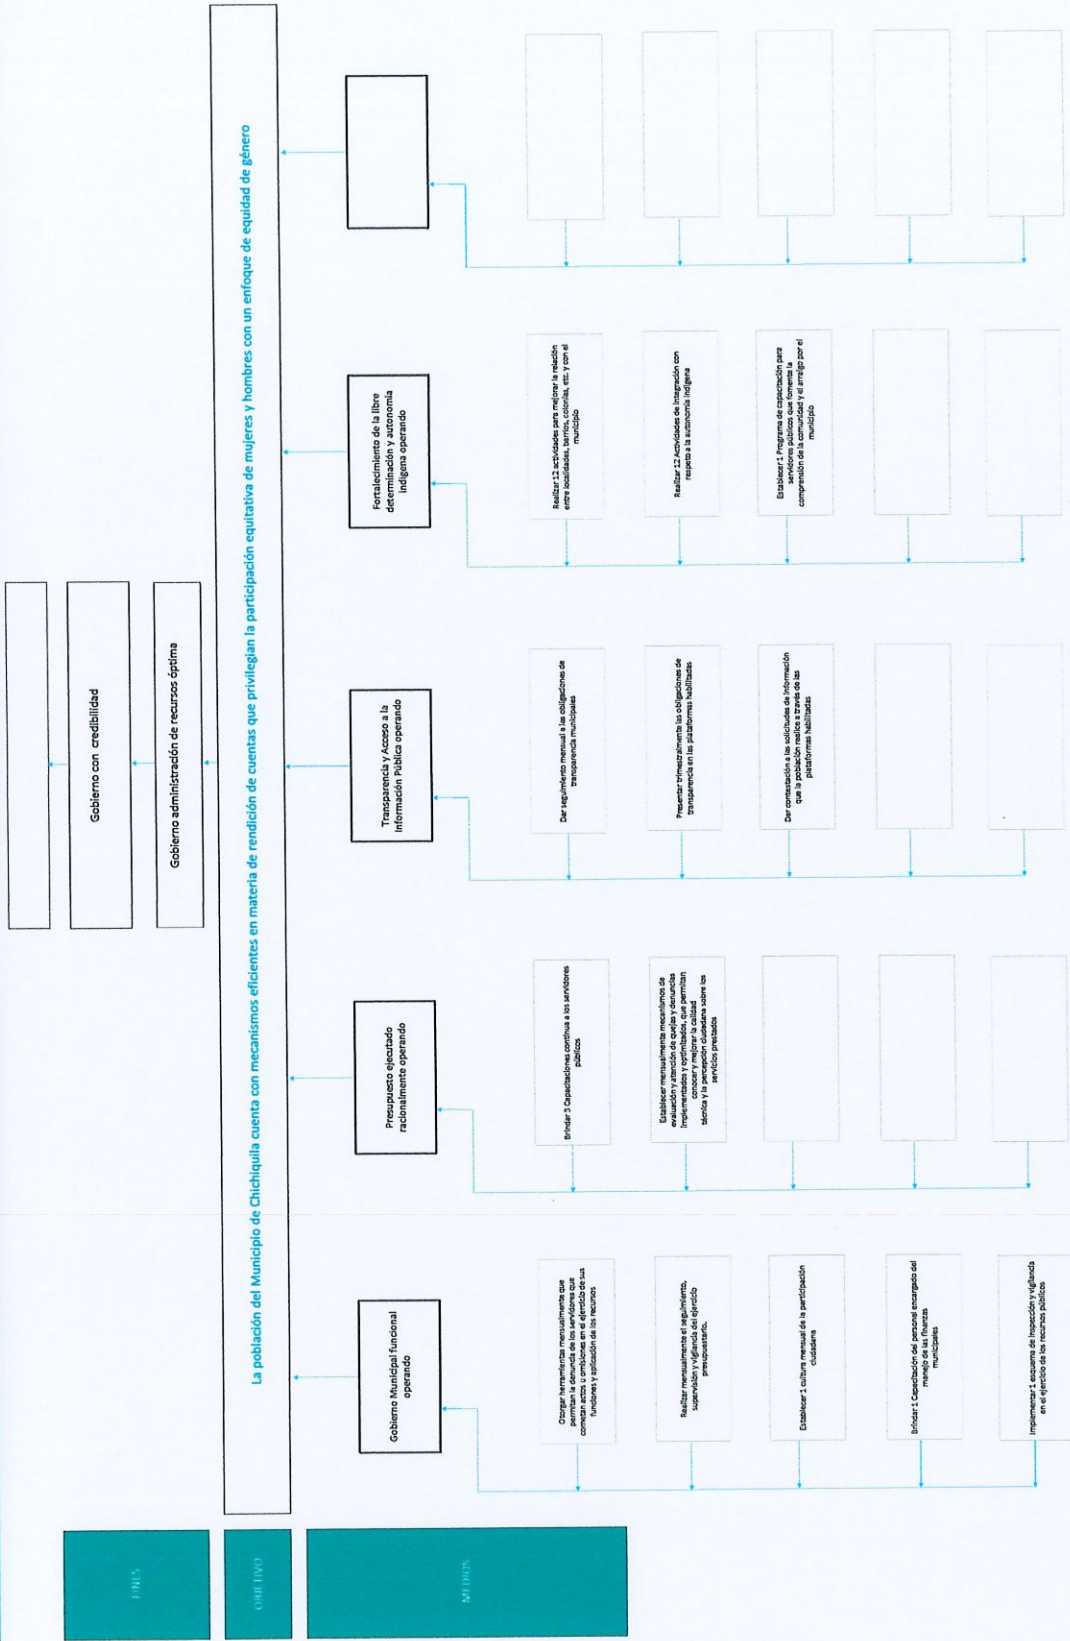 FINES
Gobierno con credibilidad
Gobierno administración de recursos óptima
OBJETIVO
La población del Municipio de Chichiquila cuenta con mecanismos eficientes en materia de rendición de cuentas que privilegian la participación equitativa de mujeres y hombres con un enfoque de equidad de género
MEDIOS
Gobierno Municipal funcional
operando
Otorgar herramientas mensualmente que
permitan la denuncia de los servidores que
cometan actos u omisiones en el ejercicio de sus
funciones y aplicación de los recursos
Realizar mensualmente el seguimiento,
supervisión y vigilancia del ejercicio
presupuestario.
Establecer 1 cultura mensual de la participación
ciudadana
Brindar 1 Capacitación del personal encargado del
manejo de las finanzas
municipales
Implementar 1 esquema de inspección y vigilancia
en el ejercicio de los recursos públicos
Presupuesto ejecutado
racionalmente operando
Brindar 3 Capacitaciones continua a los servidores
públicos
Establecer mensualmente mecanismos de
evaluación y atención de quejas y denuncias
implementados y optimizados, que permitan
conocer y mejorar la calidad
técnica y la percepción ciudadana sobre los
servicios prestados
Transparencia y Acceso a la
Información Pública operando
Dar seguimiento mensual a las obligaciones de
transparencia municipales
Presentar trimestralmente las obligaciones de
transparencia en las plataformas habilitadas
Dar contestación a las solicitudes de información
que la población realice a través de las
plataformas habilitadas
Fortalecimiento de la libre
determinación y autonomía
indígena operando
Realizar 12 actividades para mejorar la relación
entre localidades, barrios, colonias, etc. y con el
municipio
Realizar 12 Actividades de Integración con
respeto a la autonomía indígena
Establecer 1 Programa de capacitación para
servidores públicos que fomente la
comprensión de la comunidad y el arraigo por el
municipio